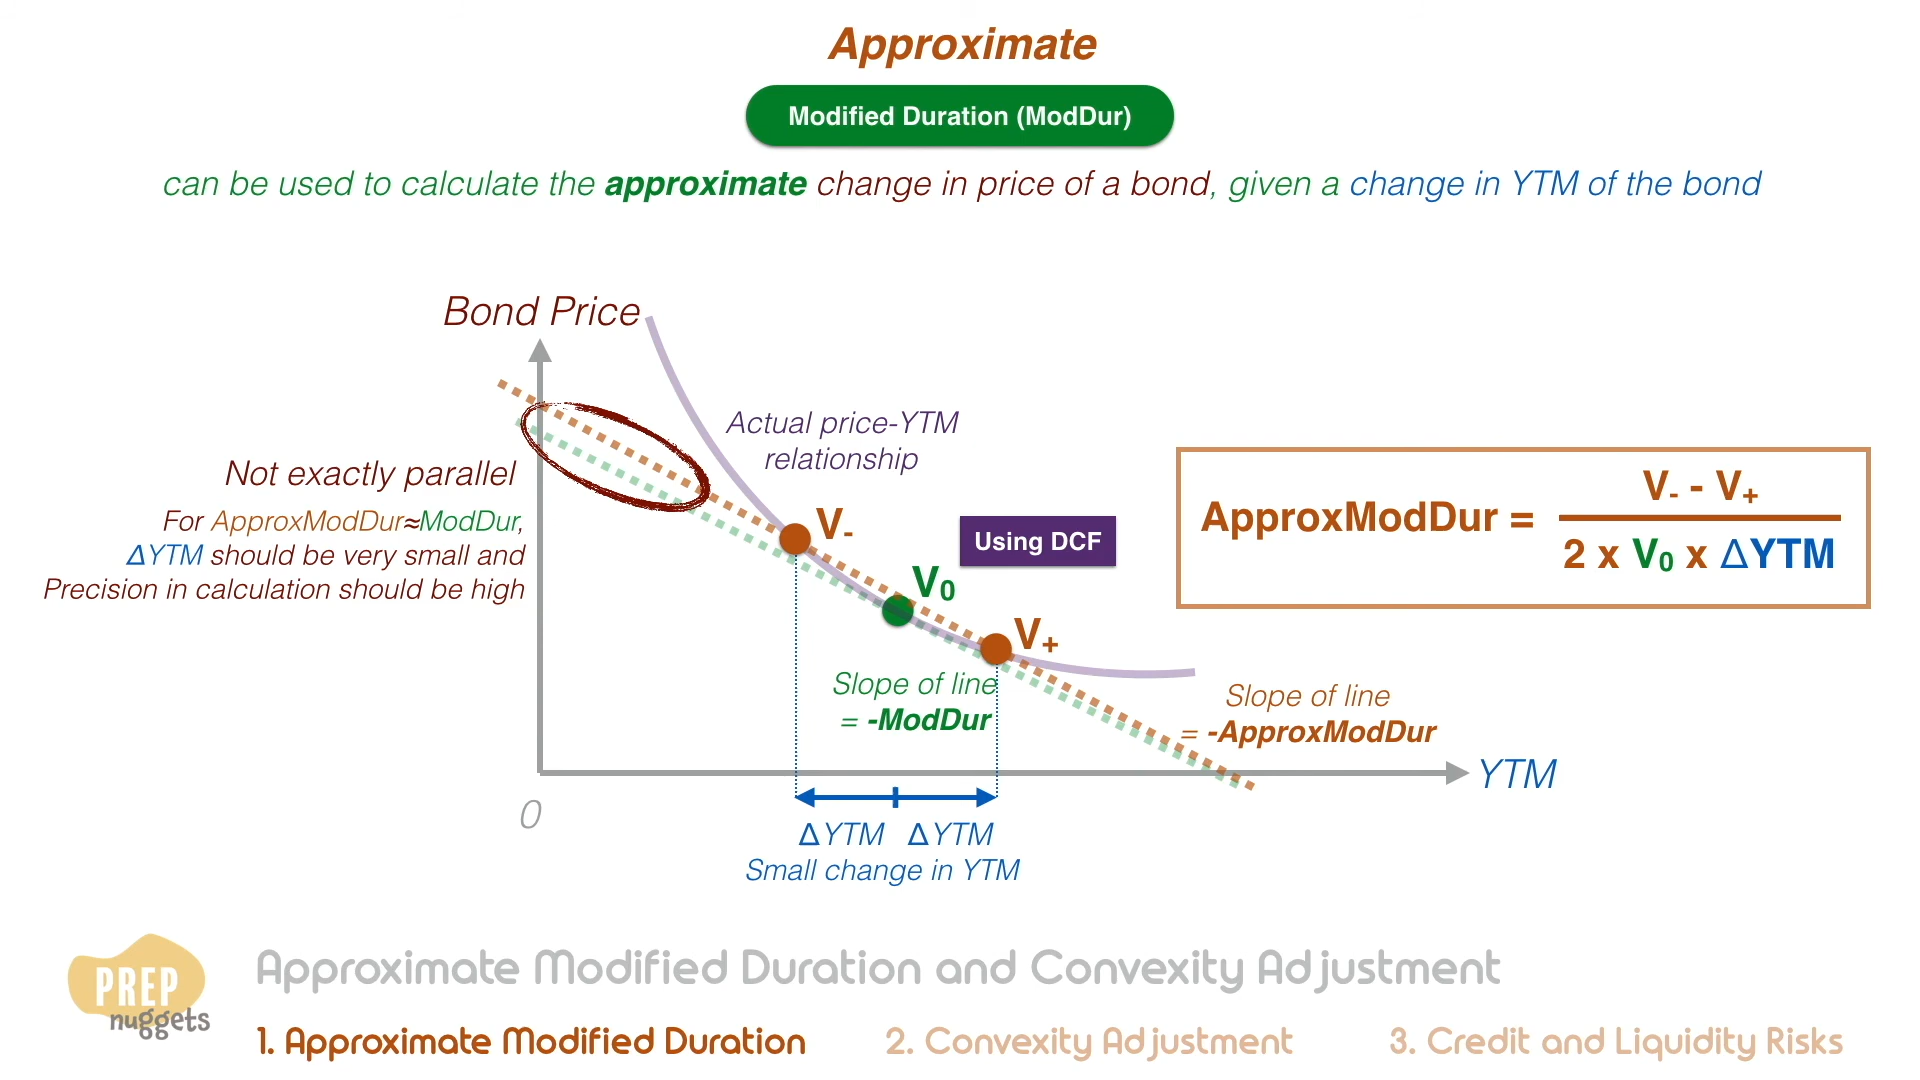 Approximate
Modified Duration (ModDur)
can be used to calculate the approximate change in price of a bond, given a change in YTM of the bond
Bond Price
Actual price-YTM
relationship
Not exactly parallel
For ApproxModDur≈ModDur,
ΔYTM should be very small and
Precision in calculation should be high
V-
Using DCF
V0
V+
ApproxModDur = 
V- - V+
2 x V0 x ΔYTM
Slope of line
= -ModDur
Slope of line
= -ApproxModDur
YTM
0
ΔYTM ΔYTM
Small change in YTM
PREP
nuggets
Approximate Modified Duration and Convexity Adjustment
1. Approximate Modified Duration
2. Convexity Adjustment
3. Credit and Liquidity Risks